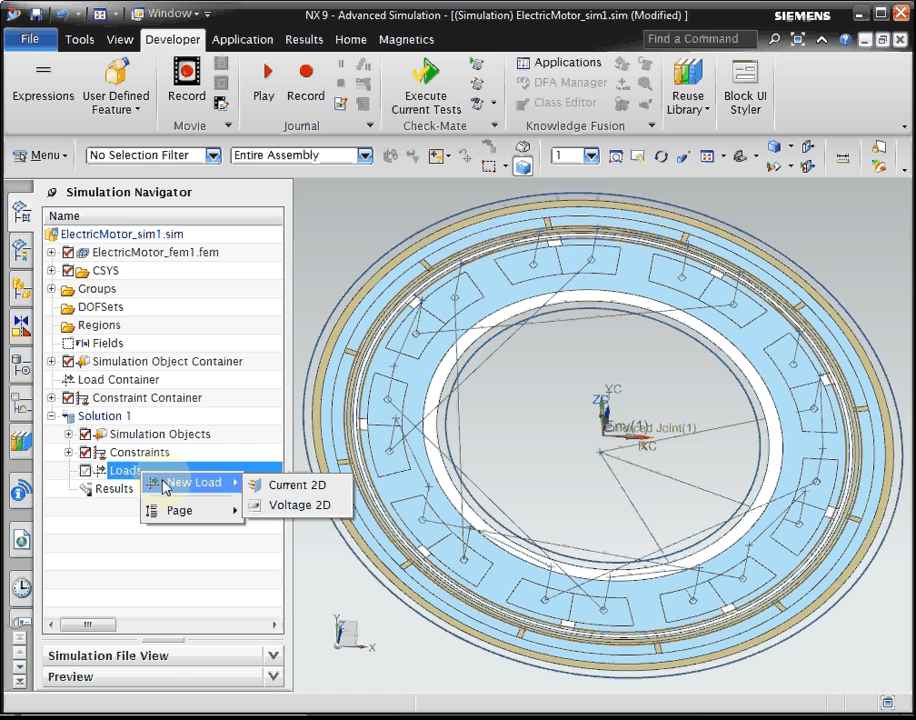 Window
NX 9 - Advanced Simulation - [(Simulation) ElectricMotor_sim1.sim (Modified) ]
SIEMENS
File Tools View Developer Application Results Home Magnetics
Find a Command
Expressions
User Defined Feature
Record
Movie
Play
Record
Journal
Execute Current Tests
Check-Mate
Applications
DFA Manager
Class Editor
Knowledge Fusion
Reuse Library
Block UI Styler
Menu
No Selection Filter
Entire Assembly
1
Simulation Navigator
Name
ElectricMotor_sim1.sim
ElectricMotor_fem1.fem
CSYS
Groups
DOFSets
Regions
Fields
Simulation Object Container
Load Container
Constraint Container
Solution 1
Simulation Objects
Constraints
Loads
Results
New Load
Page
Current 2D
Voltage 2D
YC
ZC
Joint(1)
XC
Y
X
Simulation File View
Preview